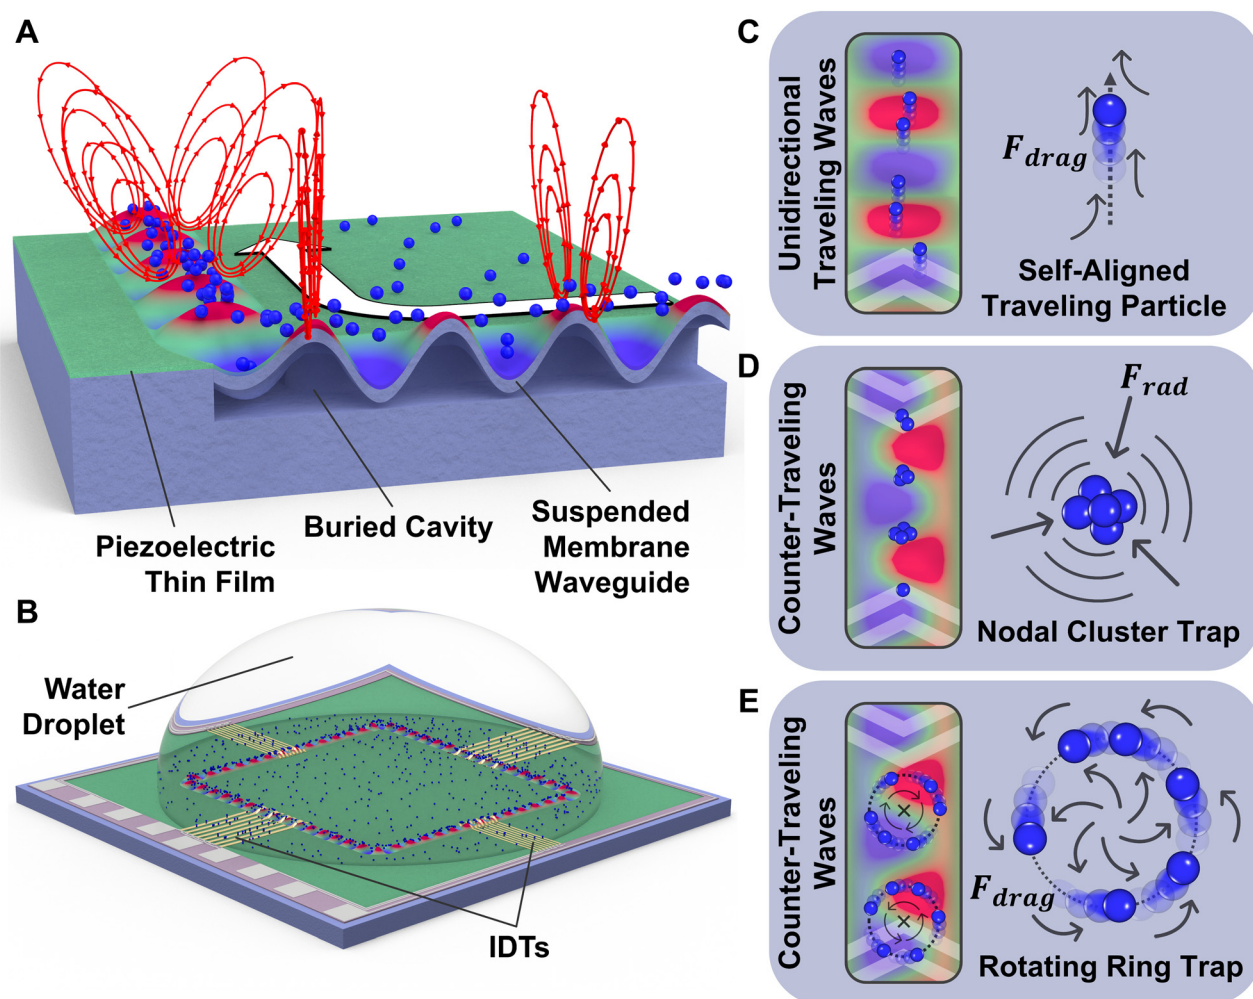 A
Piezoelectric
Thin Film
Buried Cavity
Suspended
Membrane
Waveguide
B
Water
Droplet
IDTs
C
Unidirectional
Traveling Waves
F_drag
Self-Aligned
Traveling Particle
D
Counter-Traveling
Waves
F_rad
Nodal Cluster Trap
E
Counter-Traveling
Waves
F_drag
Rotating Ring Trap